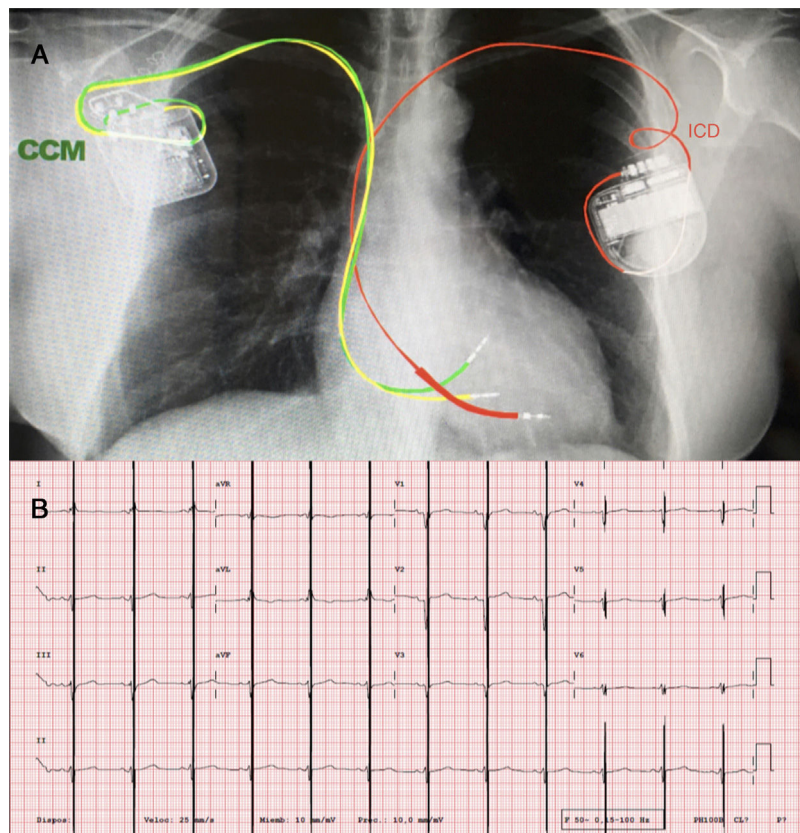 A
CCM
ICD
B
I aVR V1 V4
II aVL V2 V5
III aVF V3 V6
II
Dispos: Veloc: 25 mm/s Miemb: 10 mm/mV Prec.: 10,0 mm/mV F 50~ 0,15-100 Hz PH100B CL? P?